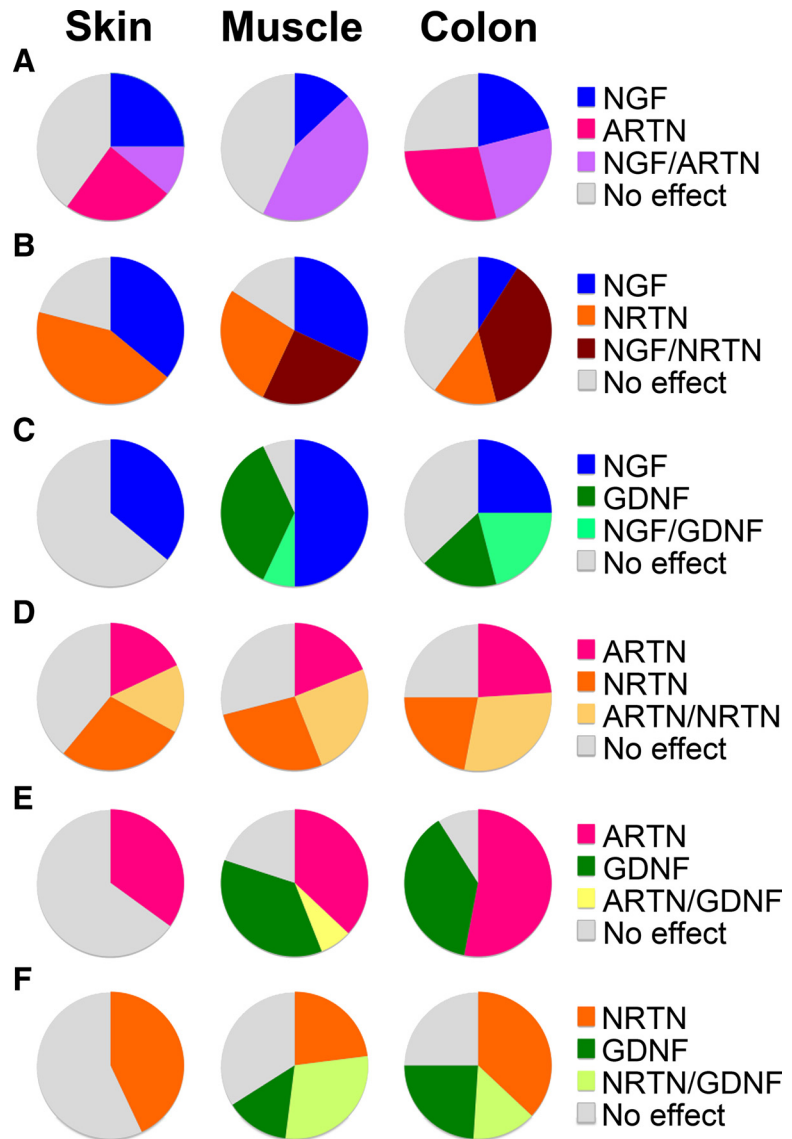 Skin Muscle Colon
A
NGF
ARTN
NGF/ARTN
No effect
B
NGF
NRTN
NGF/NRTN
No effect
C
NGF
GDNF
NGF/GDNF
No effect
D
ARTN
NRTN
ARTN/NRTN
No effect
E
ARTN
GDNF
ARTN/GDNF
No effect
F
NRTN
GDNF
NRTN/GDNF
No effect